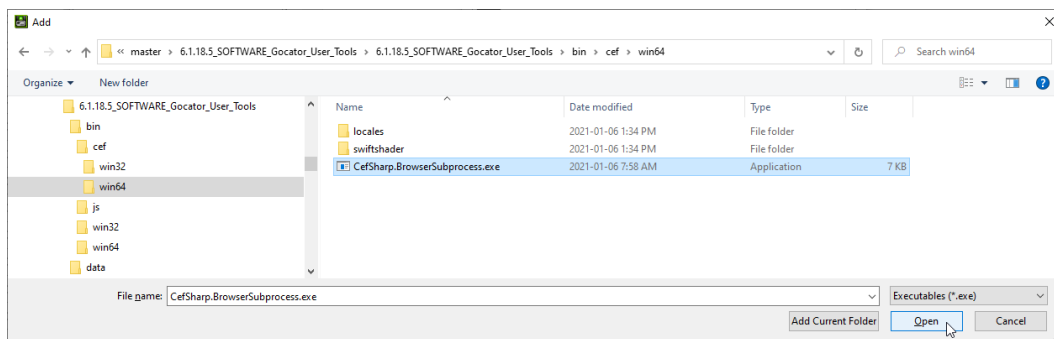 Add
« master > 6.1.18.5_SOFTWARE_Gocator_User_Tools > 6.1.18.5_SOFTWARE_Gocator_User_Tools > bin > cef > win64
Search win64
Organize
New folder
6.1.18.5_SOFTWARE_Gocator_User_Tools
bin
cef
win32
win64
js
win32
win64
data
Name Date modified Type Size
locales 2021-01-06 1:34 PM File folder
swiftshader 2021-01-06 1:34 PM File folder
CefSharp.BrowserSubprocess.exe 2021-01-06 7:58 AM Application 7 KB
File name: CefSharp.BrowserSubprocess.exe
Executables (*.exe)
Add Current Folder Open Cancel